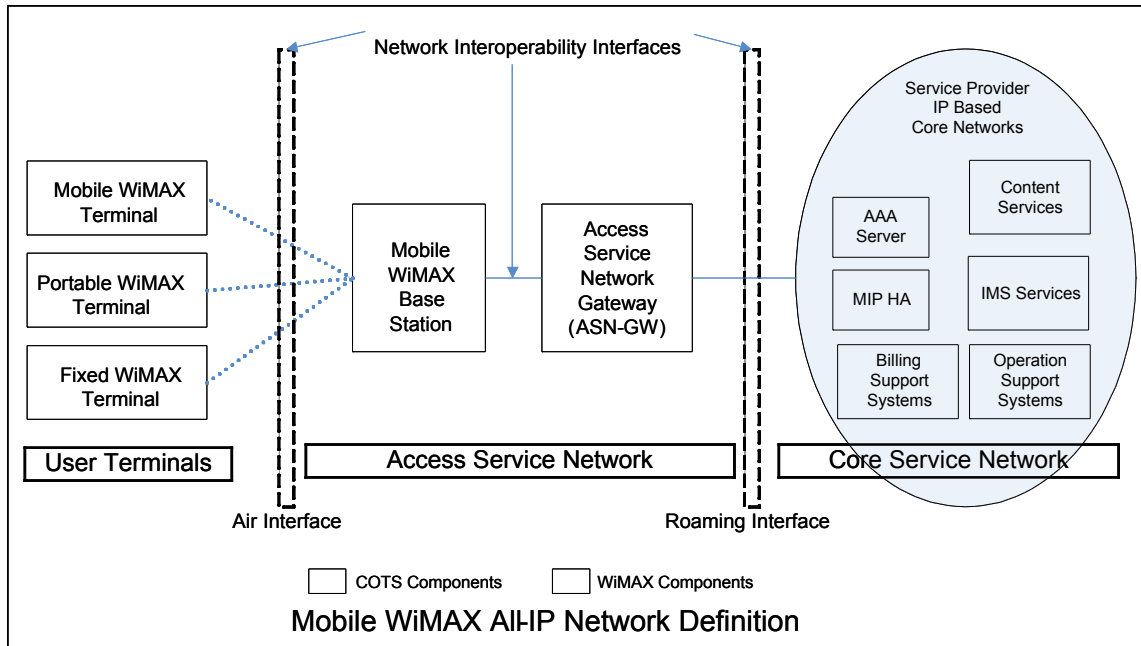 Network Interoperability Interfaces
Service Provider
IP Based
Core Networks
Mobile WiMAX
Terminal
Portable WiMAX
Terminal
Fixed WiMAX
Terminal
Mobile
WiMAX
Base
Station
Access
Service
Network
Gateway
(ASN-GW)
AAA
Server
Content
Services
MIP HA
IMS Services
Billing
Support
Systems
Operation
Support
Systems
User Terminals
Access Service Network
Core Service Network
Air Interface
Roaming Interface
COTS Components
WiMAX Components
Mobile WiMAX All-IP Network Definition